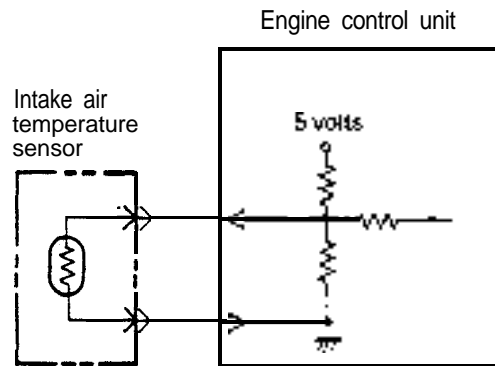 Engine control unit
Intake air
temperature
sensor
5 volts